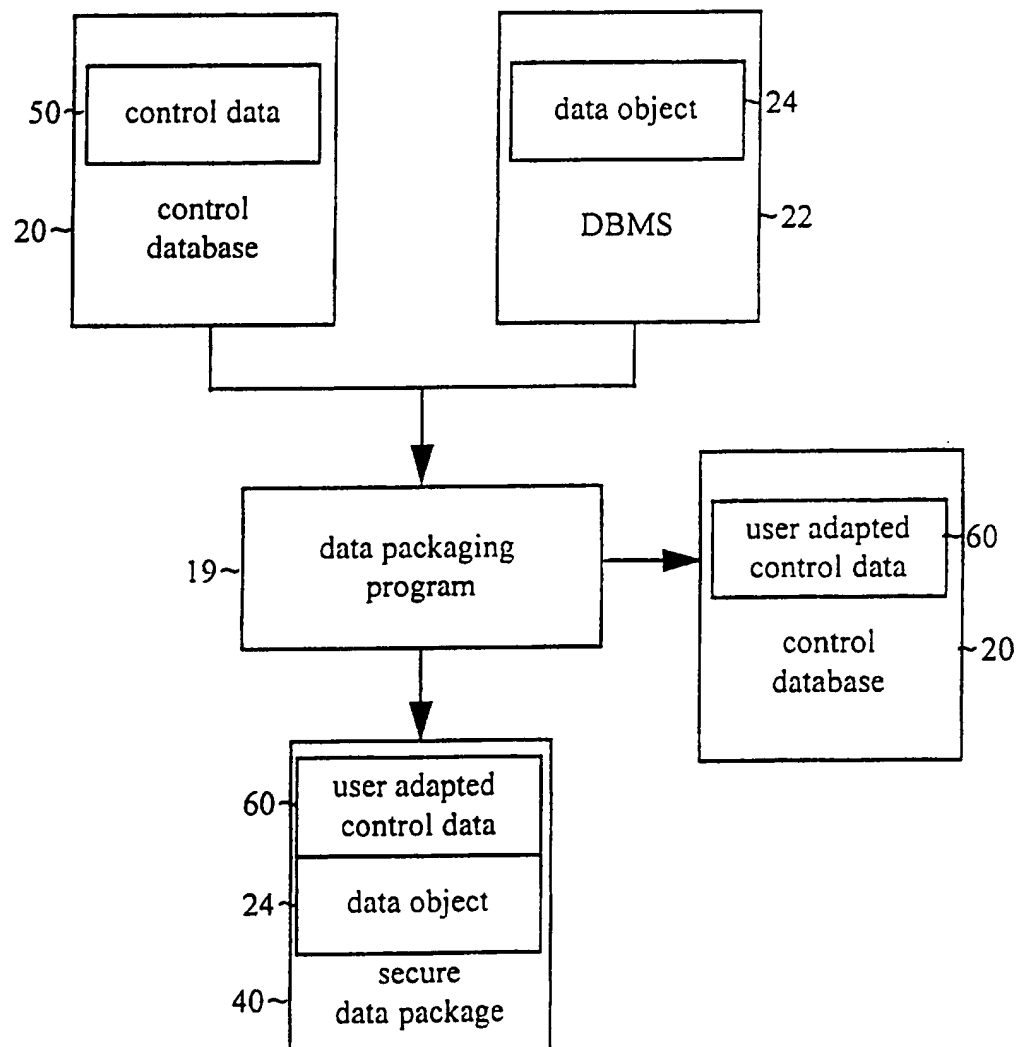 50~ control data
data object ~24
20~ control
database
DBMS ~22
19~ data packaging
program
user adapted
control data ~60
control
database ~20
60~ user adapted
control data
24~ data object
secure
40~ data package